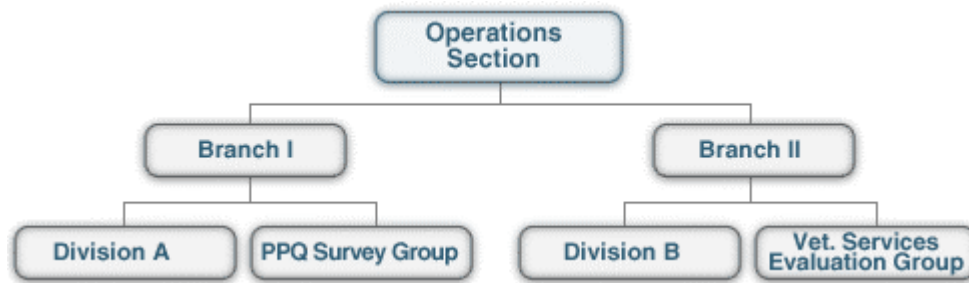 Operations
Section
Branch I
Branch II
Division A
PPQ Survey Group
Division B
Vet. Services
Evaluation Group